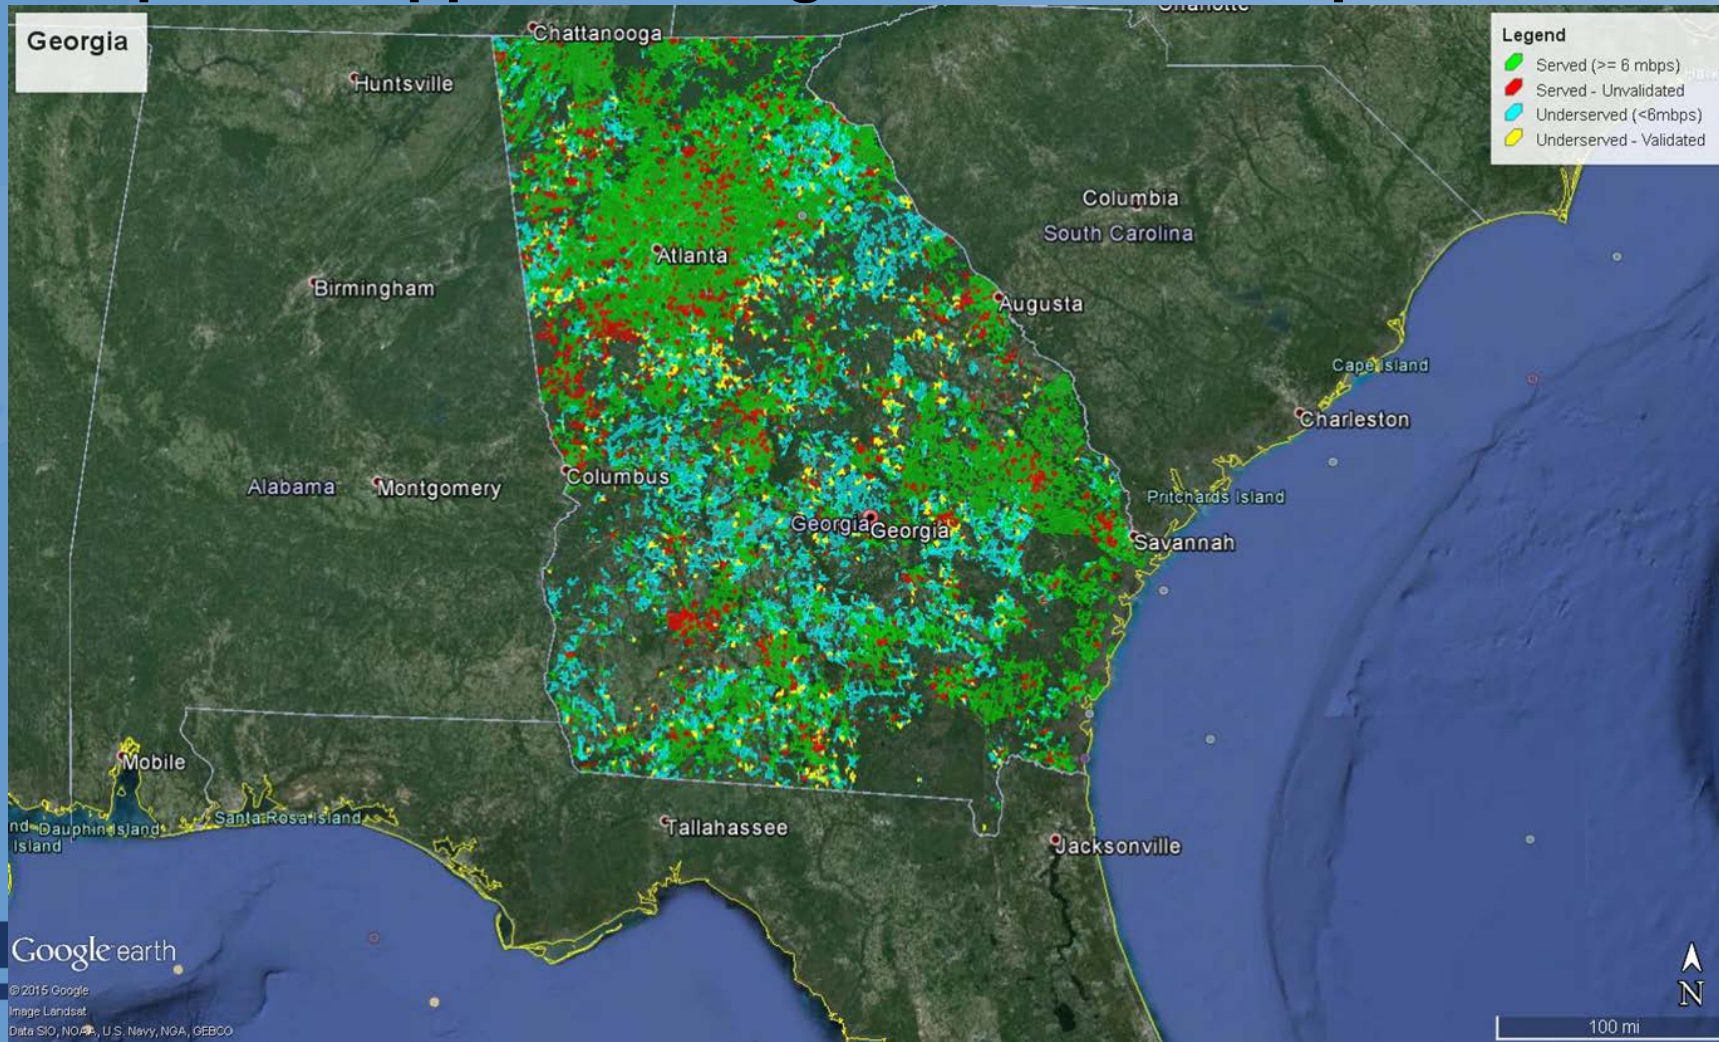 Charlotte
Georgia
Legend
Served (>= 6 mbps)
Served - Unvalidated
Underserved (<6mbps)
Underserved - Validated
Chattanooga
Huntsville
Columbia
South Carolina
Atlanta
Birmingham
Augusta
Cape Island
Charleston
Columbus
Alabama
Montgomery
Pritchards Island
Georgia
Georgia
Savannah
Mobile
Santa Rosa Island
Dauphin Island
Island
Tallahassee
Jacksonville
Google earth
© 2015 Google
Image Landsat
Data SIO, NOAA, U.S. Navy, NGA, GEBCO
N
100 mi